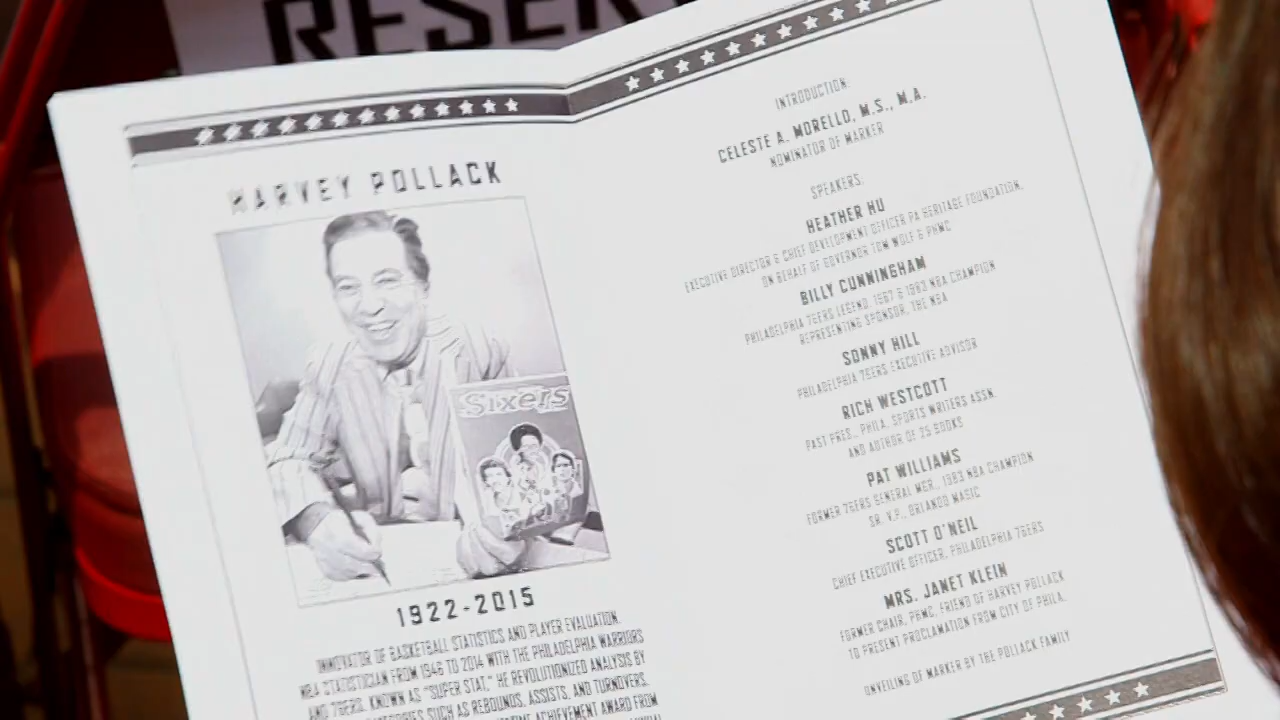 RESER
HARVEY POLLACK
Sixers
1922-2015
INNOVATOR OF BASKETBALL STATISTICS AND PLAYER EVALUATION.
NBA STATISTICIAN FROM 1946 TO 2014 WITH THE PHILADELPHIA WARRIORS
AND 76ERS. KNOWN AS "SUPER STAT," HE REVOLUTIONIZED ANALYSIS BY
SUCH AS REBOUNDS, ASSISTS, AND TURNOVERS.
ACHIEVEMENT AWARD FROM
INTRODUCTION:
CELESTE A. MORELLO, M.S., M.A.
NOMINATOR OF MARKER
SPEAKERS:
HEATHER HU
EXECUTIVE DIRECTOR & CHIEF DEVELOPMENT OFFICER PA HERITAGE FOUNDATION,
ON BEHALF OF GOVERNOR TOM WOLF & PHMC
BILLY CUNNINGHAM
PHILADELPHIA 76ERS LEGEND, 1967 & 1983 NBA CHAMPION
REPRESENTING SPONSOR, THE NBA
SONNY HILL
PHILADELPHIA 76ERS EXECUTIVE ADVISOR
RICH WESTCOTT
PAST PRES., PHILA. SPORTS WRITERS ASSN.
AND AUTHOR OF 25 BOOKS
PAT WILLIAMS
FORMER 76ERS GENERAL MGR., 1983 NBA CHAMPION
SR. V.P., ORLANDO MAGIC
SCOTT O'NEIL
CHIEF EXECUTIVE OFFICER, PHILADELPHIA 76ERS
MRS. JANET KLEIN
FORMER CHAIR, PHMC, FRIEND OF HARVEY POLLACK
TO PRESENT PROCLAMATION FROM CITY OF PHILA.
UNVEILING OF MARKER BY THE POLLACK FAMILY